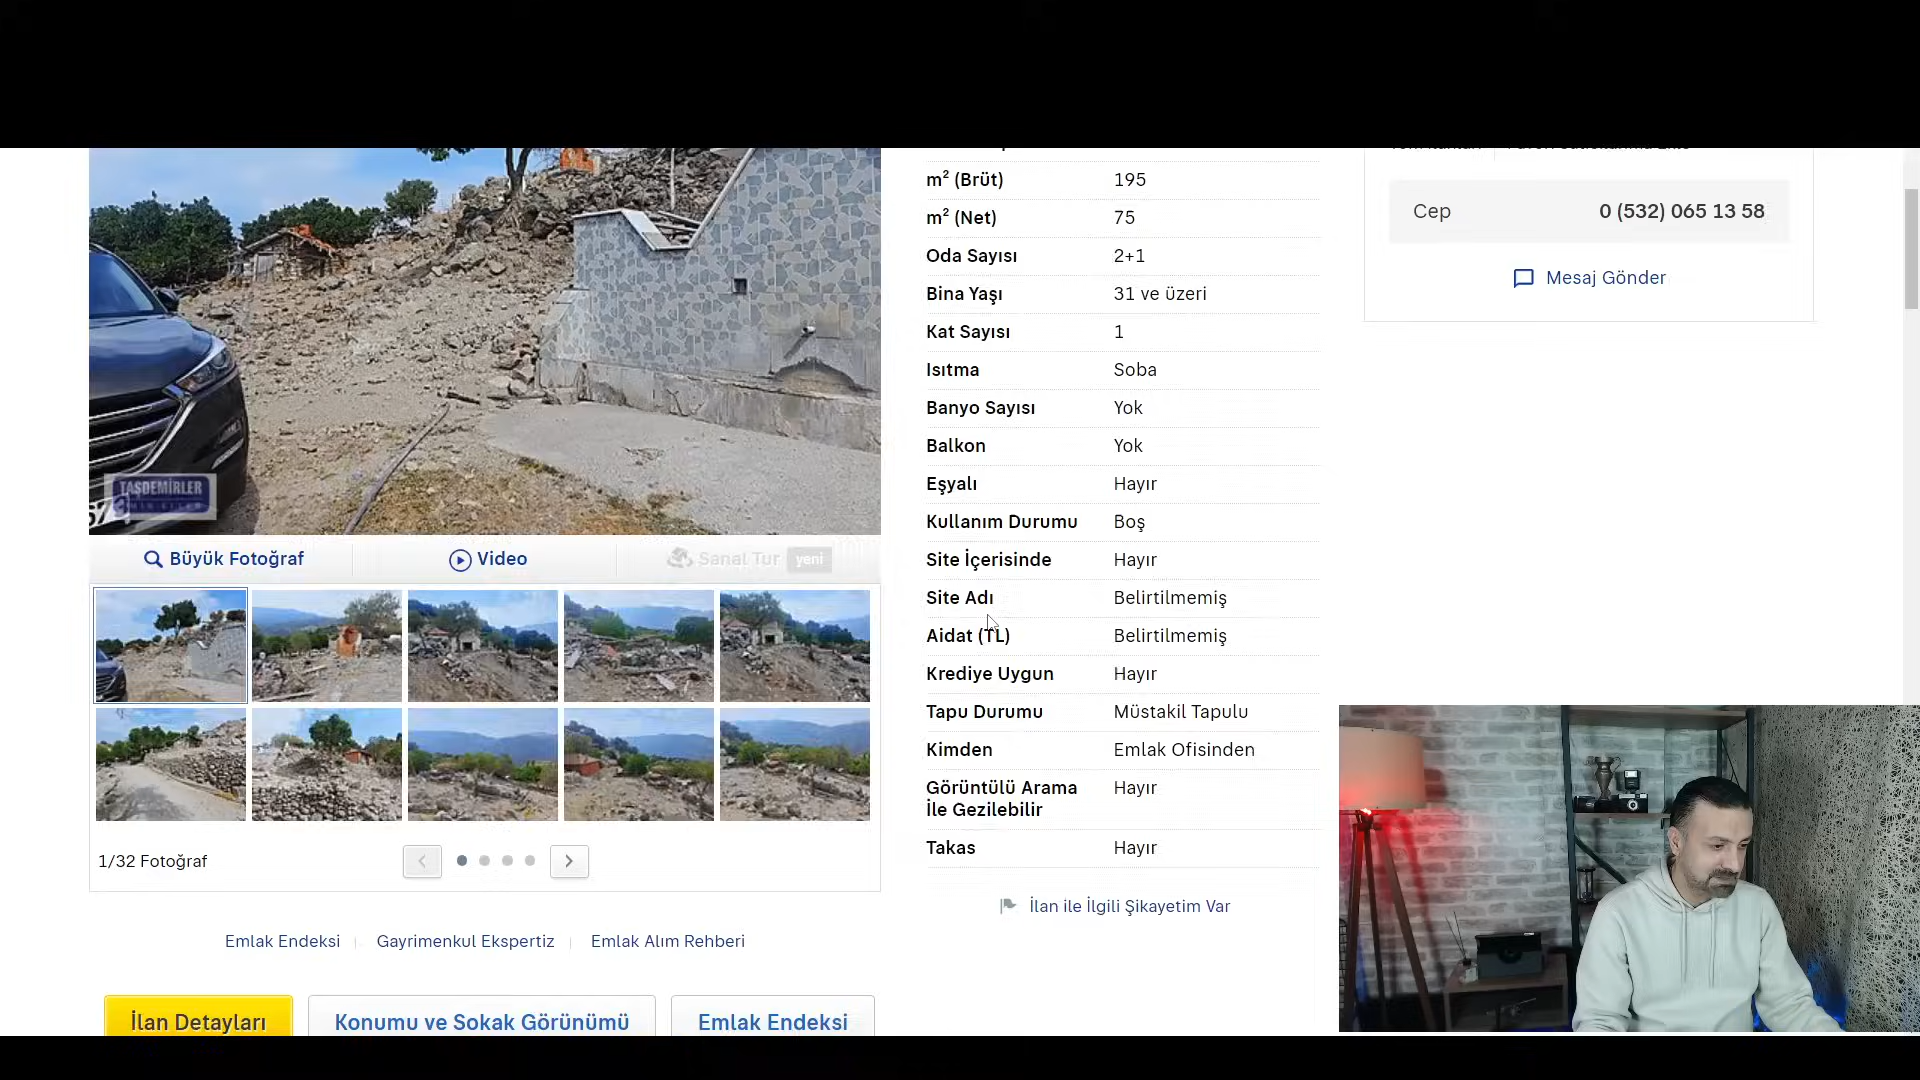 m² (Brüt) 195
m² (Net) 75
Oda Sayısı 2+1
Bina Yaşı 31 ve üzeri
Kat Sayısı 1
Isıtma Soba
Banyo Sayısı Yok
Balkon Yok
Eşyalı Hayır
Kullanım Durumu Boş
Site İçerisinde Hayır
Site Adı Belirtilmemiş
Aidat (TL) Belirtilmemiş
Krediye Uygun Hayır
Tapu Durumu Müstakil Tapulu
Kimden Emlak Ofisinden
Görüntülü Arama Hayır
İle Gezilebilir
Takas Hayır
İlan ile İlgili Şikayetim Var
Cep 0 (532) 065 13 58
Mesaj Gönder
TAŞDEMİRLER
Büyük Fotoğraf
Video
Sanal Tur yeni
1/32 Fotoğraf
Emlak Endeksi
Gayrimenkul Ekspertiz
Emlak Alım Rehberi
İlan Detayları
Konumu ve Sokak Görünümü
Emlak Endeksi